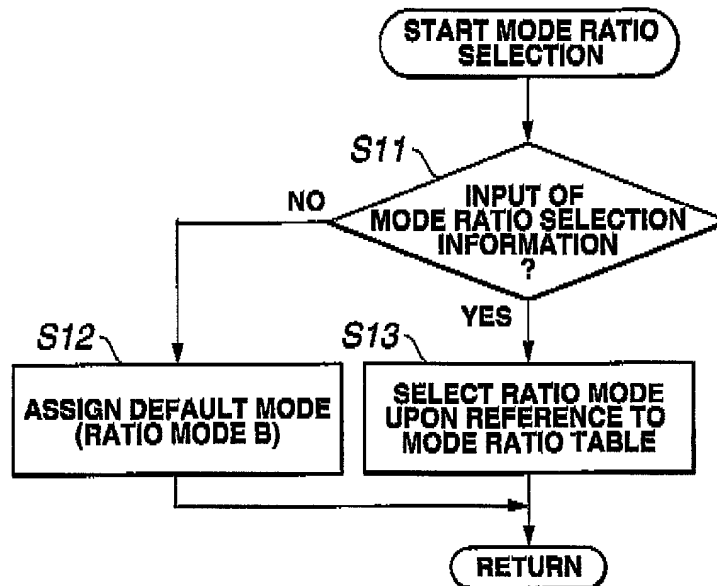 START MODE RATIO
SELECTION
S11
INPUT OF
MODE RATIO SELECTION
INFORMATION
?
NO
YES
S12
S13
ASSIGN DEFAULT MODE
(RATIO MODE B)
SELECT RATIO MODE
UPON REFERENCE TO
MODE RATIO TABLE
RETURN